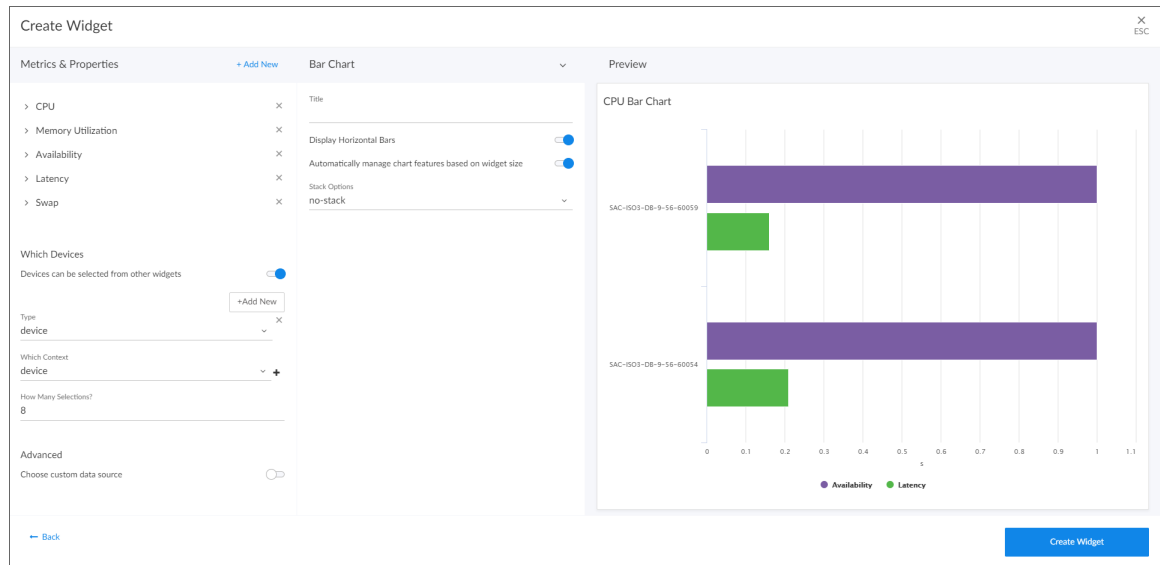 Create Widget
ESC
Metrics & Properties
+ Add New
CPU
Memory Utilization
Availability
Latency
Swap
Which Devices
Devices can be selected from other widgets
+Add New
Type
device
Which Context
device
How Many Selections?
8
Advanced
Choose custom data source
Bar Chart
Title
Display Horizontal Bars
Automatically manage chart features based on widget size
Stack Options
no-stack
Preview
CPU Bar Chart
SAC-ISO3-DB-9-56-60059
SAC-ISO3-DB-9-56-60054
0 0.1 0.2 0.3 0.4 0.5 0.6 0.7 0.8 0.9 1 1.1
s
Availability Latency
← Back
Create Widget